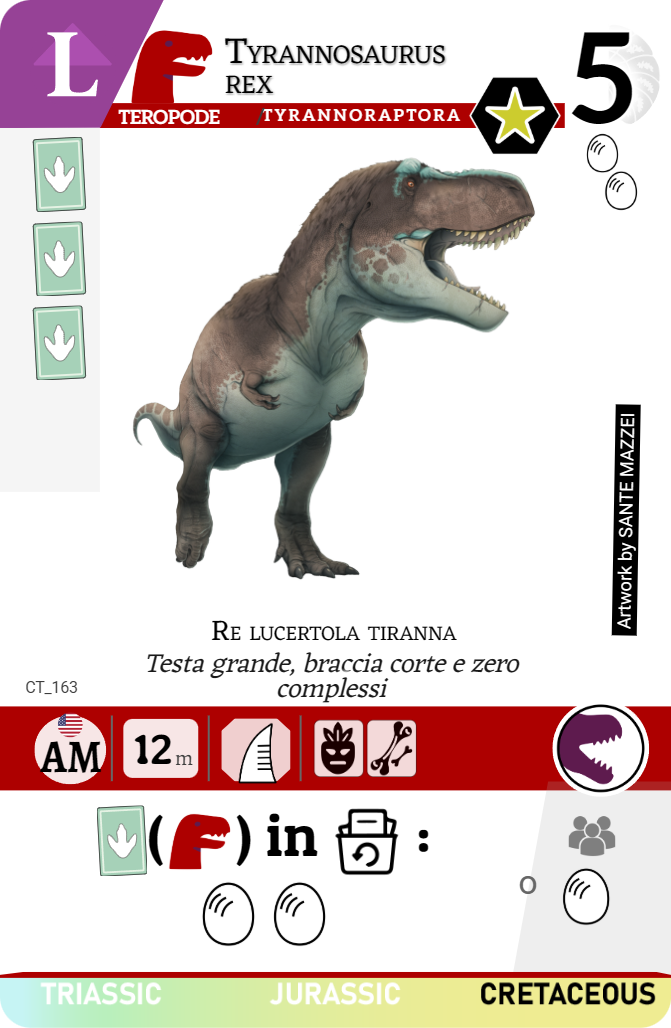 L
TYRANNOSAURUS
REX
5
TEROPODE
TYRANNORAPTORA
Artwork by SANTE MAZZEI
RE LUCERTOLA TIRANNA
Testa grande, braccia corte e zero
complessi
CT_163
AM
12 m
( ) in :
o
TRIASSIC
JURASSIC
CRETACEOUS